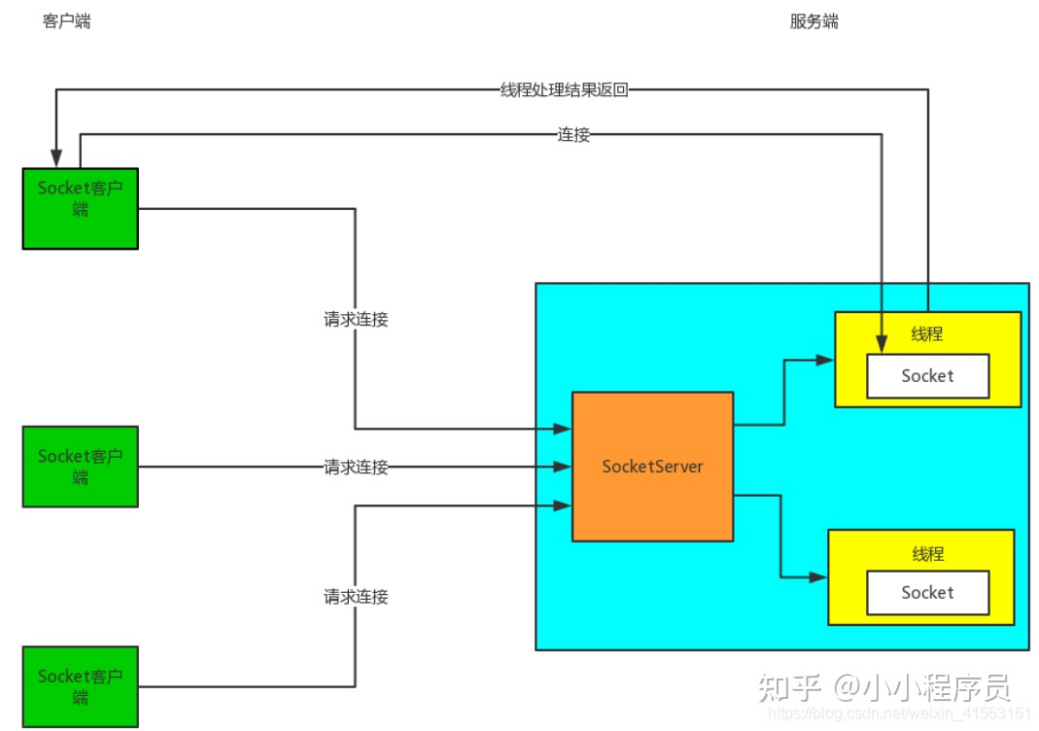 客户端
服务端
线程处理结果返回
连接
Socket客户
端
请求连接
线程
Socket
Socket客户
端
请求连接
SocketServer
线程
Socket
请求连接
Socket客户
端
知乎 @小小程序员
https://blog.csdn.net/weixin_41563161